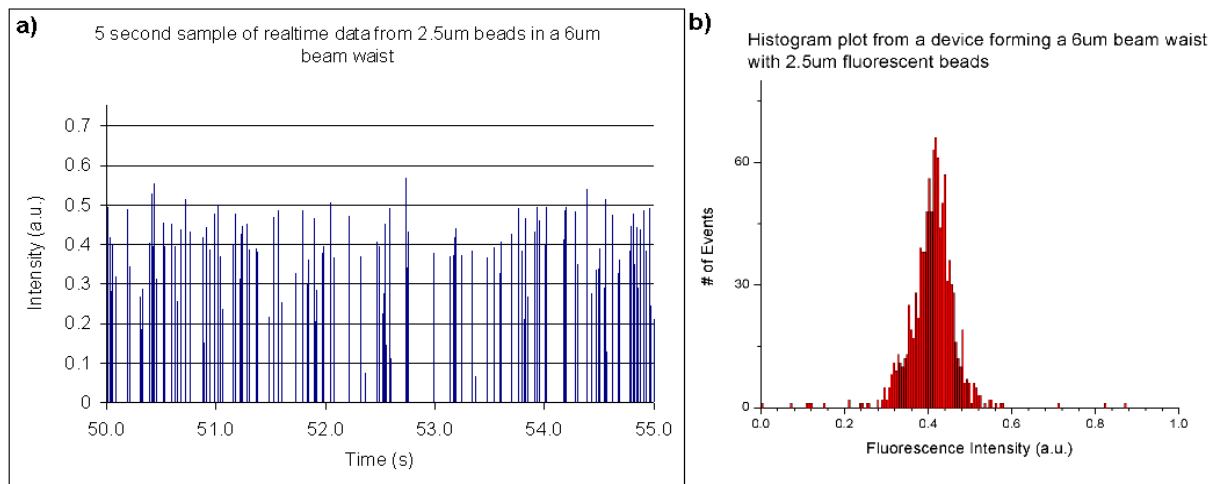 a)
5 second sample of realtime data from 2.5um beads in a 6um
beam waist
0.7
0.6
0.5
0.4
0.3
0.2
0.1
0
Intensity (a.u.)
50.0 51.0 52.0 53.0 54.0 55.0
Time (s)
b)
Histogram plot from a device forming a 6um beam waist
with 2.5um fluorescent beads
60
30
0
# of Events
0.0 0.2 0.4 0.6 0.8 1.0
Fluorescence Intensity (a.u.)